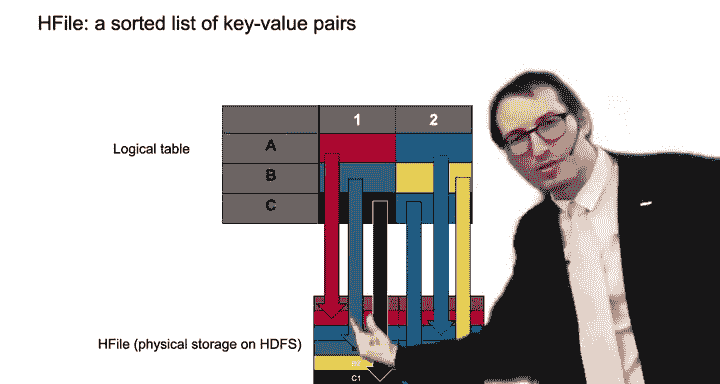 HFile: a sorted list of key-value pairs
1 2
Logical table
A
B
C
HFile (physical storage on HDFS)
C1